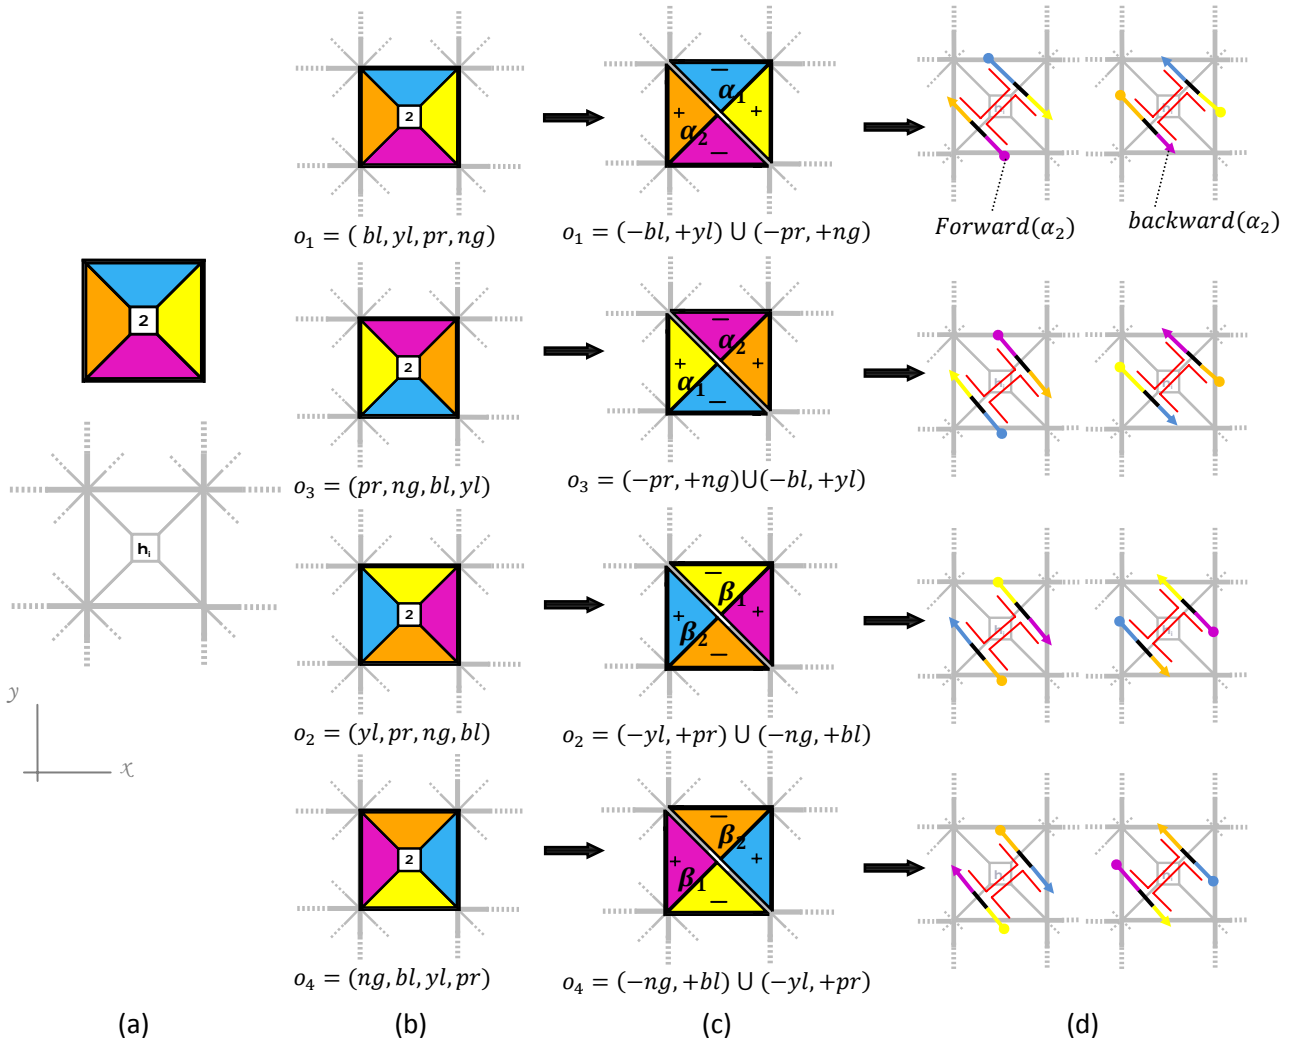 2
h_i
y
x
2
o_1 = ( bl, yl, pr, ng)
− α_1 + α_2 + −
o_1 = (−bl, +yl) ∪ (−pr, +ng)
Forward(α_2)
backward(α_2)
2
o_3 = (pr, ng, bl, yl)
− α_2 + α_1 + −
o_3 = (−pr, +ng)∪(−bl, +yl)
2
o_2 = (yl, pr, ng, bl)
− β_1 + β_2 + −
o_2 = (−yl, +pr) ∪ (−ng, +bl)
2
o_4 = (ng, bl, yl, pr)
− β_2 + β_1 + −
o_4 = (−ng, +bl) ∪ (−yl, +pr)
(a)
(b)
(c)
(d)